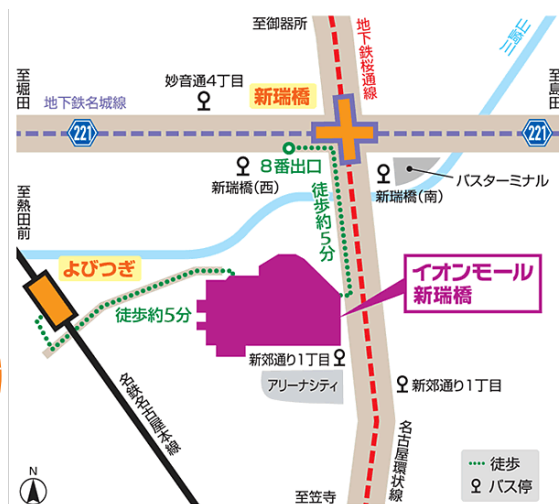 至御器所
地下鉄桜通線
山崎川
至堀田
妙音通4丁目
新瑞橋
地下鉄名城線
221
221
至島田
8番出口
新瑞橋(西)
バスターミナル
新瑞橋(南)
至熱田前
徒歩約5分
よびつぎ
イオンモール
新瑞橋
徒歩約5分
新郊通り1丁目
アリーナシティ
新郊通り1丁目
名鉄名古屋本線
名古屋環状線
N
至笠寺
徒歩
バス停